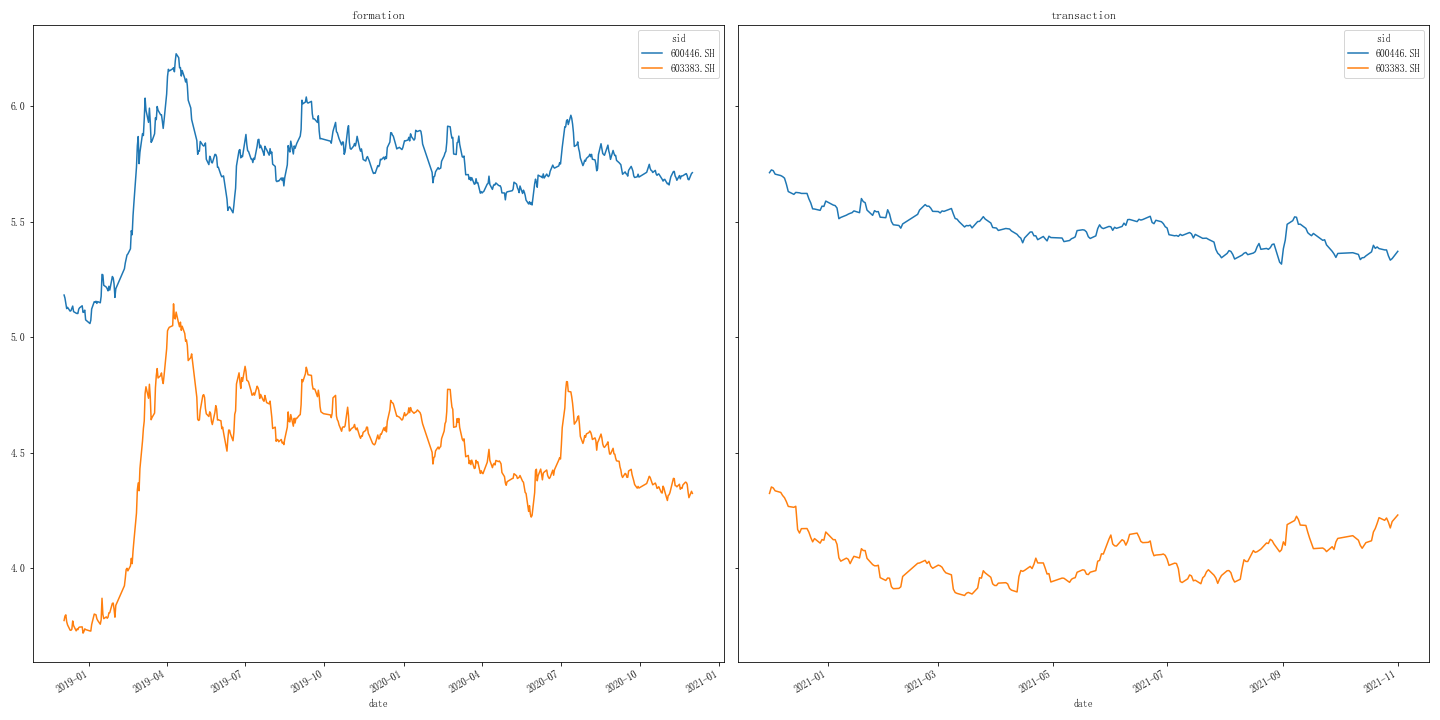 formation
sid
600446.SH
603383.SH
6.0
5.5
5.0
4.5
4.0
2019-01
2019-04
2019-07
2019-10
2020-01
2020-04
2020-07
2020-10
2021-01
date
transaction
sid
600446.SH
603383.SH
2021-01
2021-03
2021-05
2021-07
2021-09
2021-11
date